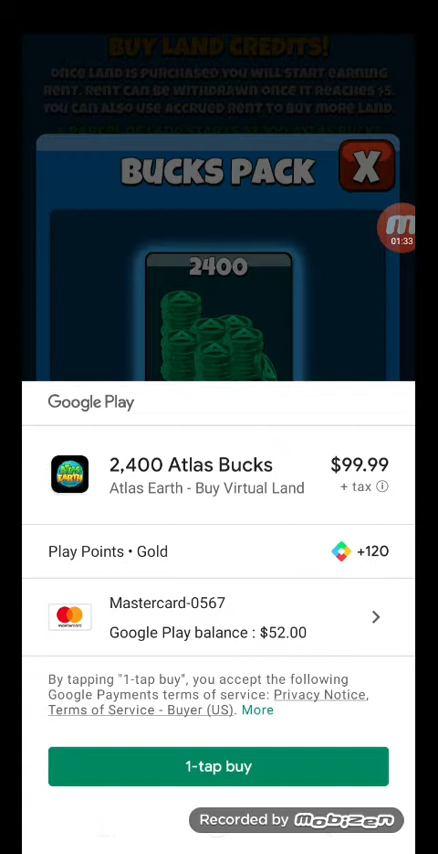 BUY LAND CREDITS!
ONCE LAND IS PURCHASED YOU WILL START EARNING
RENT. RENT CAN BE WITHDRAWN ONCE IT REACHES $5.
YOU CAN ALSO USE ACCRUED RENT TO BUY MORE LAND.
BUCKS PACK
X
01:33
2400
Google Play
2,400 Atlas Bucks
$99.99
Atlas Earth - Buy Virtual Land
+ tax
ATLAS
EARTH
Play Points • Gold
+120
Mastercard-0567
mastercard
Google Play balance : $52.00
By tapping "1-tap buy", you accept the following
Google Payments terms of service: Privacy Notice,
Terms of Service - Buyer (US). More
1-tap buy
Recorded by mobizen